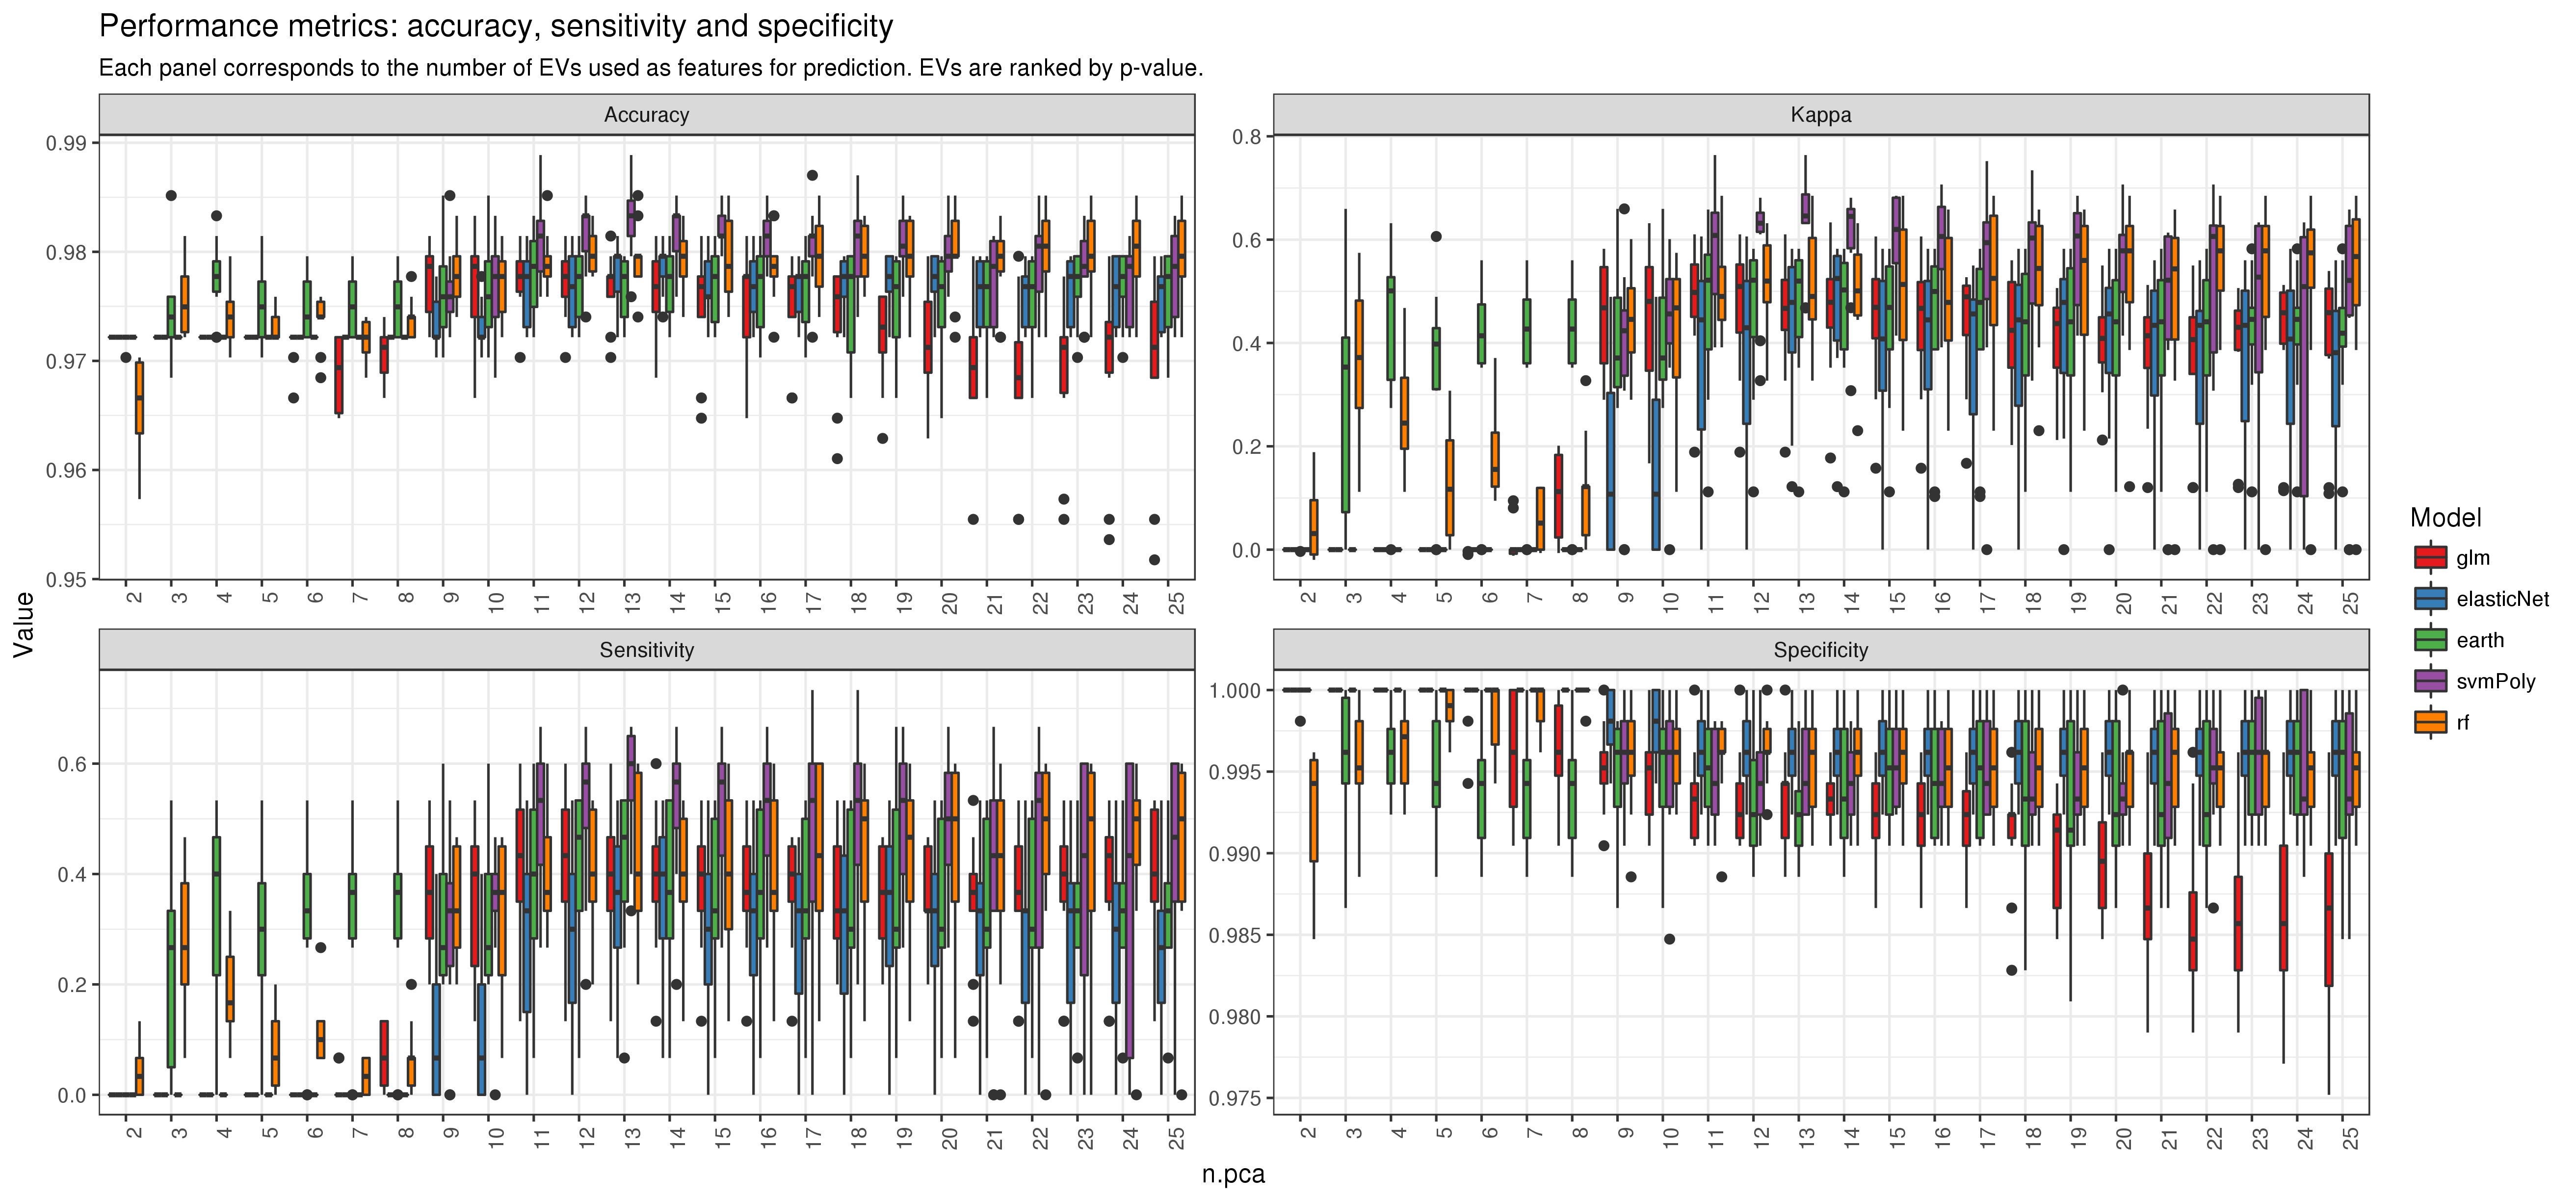 Performance metrics: accuracy, sensitivity and specificity
Each panel corresponds to the number of EVs used as features for prediction. EVs are ranked by p-value.
Accuracy
0.99
0.98
0.97
0.96
0.95
2 3 4 5 6 7 8 9 10 11 12 13 14 15 16 17 18 19 20 21 22 23 24 25
Kappa
0.8
0.6
0.4
0.2
0.0
2 3 4 5 6 7 8 9 10 11 12 13 14 15 16 17 18 19 20 21 22 23 24 25
Value
Sensitivity
0.6
0.4
0.2
0.0
2 3 4 5 6 7 8 9 10 11 12 13 14 15 16 17 18 19 20 21 22 23 24 25
Specificity
1.000
0.995
0.990
0.985
0.980
0.975
2 3 4 5 6 7 8 9 10 11 12 13 14 15 16 17 18 19 20 21 22 23 24 25
n.pca
Model
glm
elasticNet
earth
svmPoly
rf